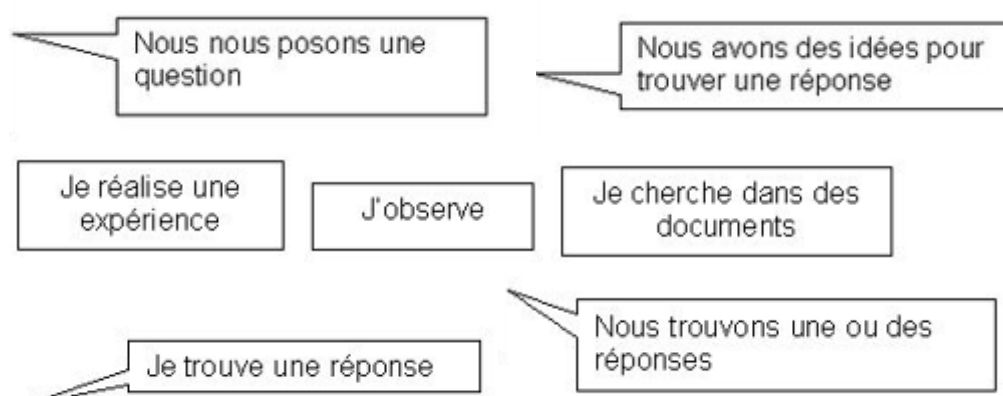 Nous nous posons une
question
Nous avons des idées pour
trouver une réponse
Je réalise une
expérience
J'observe
Je cherche dans des
documents
Je trouve une réponse
Nous trouvons une ou des
réponses